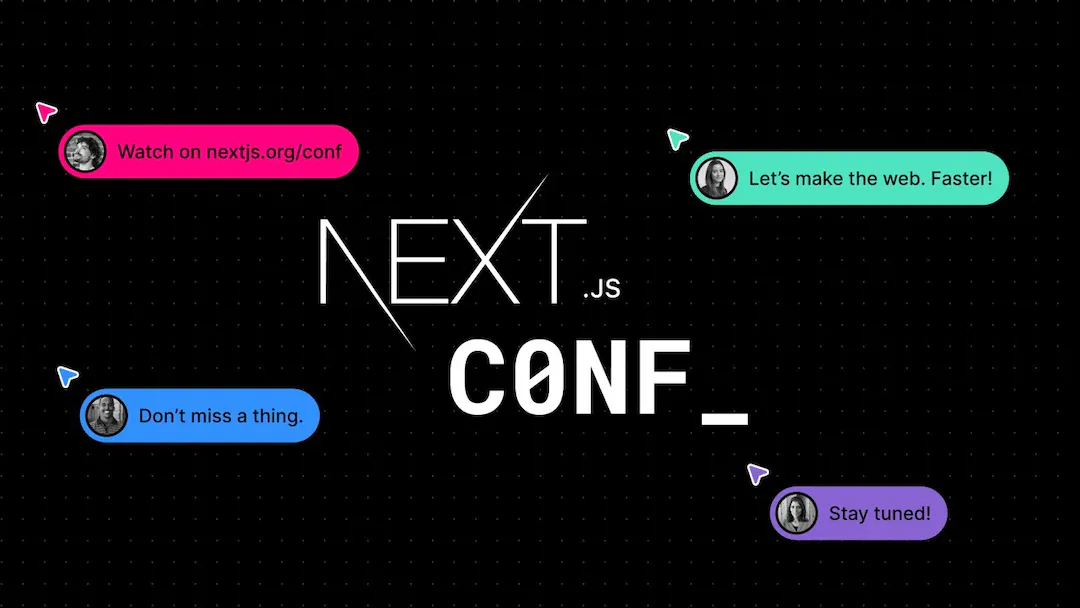 Watch on nextjs.org/conf
Let’s make the web. Faster!
NEXT.JS
C0NF_
Don’t miss a thing.
Stay tuned!